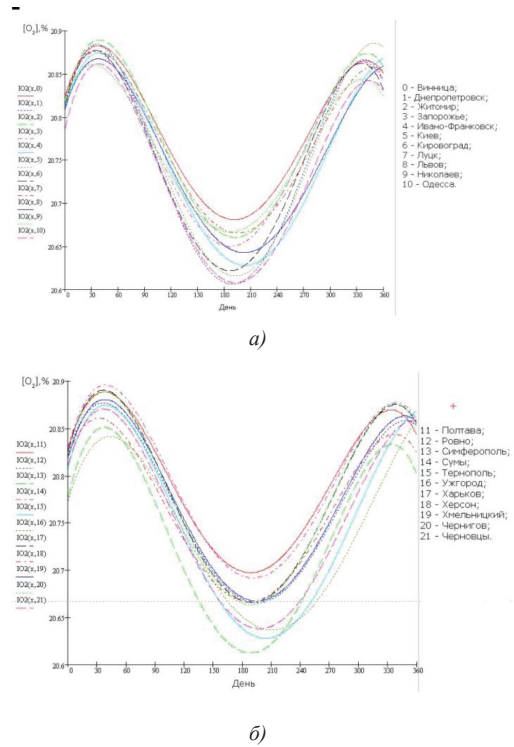 [O₂],%
20.9
20.85
20.8
20.75
20.7
20.65
20.6
IO2(x,0)
IO2(x,1)
IO2(x,2)
IO2(x,3)
IO2(x,4)
IO2(x,5)
IO2(x,6)
IO2(x,7)
IO2(x,8)
IO2(x,9)
IO2(x,10)
0 30 60 90 120 150 180 210 240 270 300 330 360
День
0 - Винница;
1- Днепропетровск;
2 - Житомир;
3 - Запорожье;
4 - Ивано-Франковск;
5 - Киев;
6 - Кировоград;
7 - Луцк;
8 - Львов;
9 - Николаев;
10 - Одесса.
а)
[O₂],%
20.9
20.85
20.8
20.75
20.7
20.65
20.6
IO2(x,11)
IO2(x,12)
IO2(x,13)
IO2(x,14)
IO2(x,15)
IO2(x,16)
IO2(x,17)
IO2(x,18)
IO2(x,19)
IO2(x,20)
IO2(x,21)
0 30 60 90 120 150 180 210 240 270 300 330 360
День
11 - Полтава;
12 - Ровно;
13 - Симферополь;
14 - Сумы;
15 - Тернополь;
16 - Ужгород;
17 - Харьков;
18 - Херсон;
19 - Хмельницкий;
20 - Чернигов;
21 - Черновцы.
б)